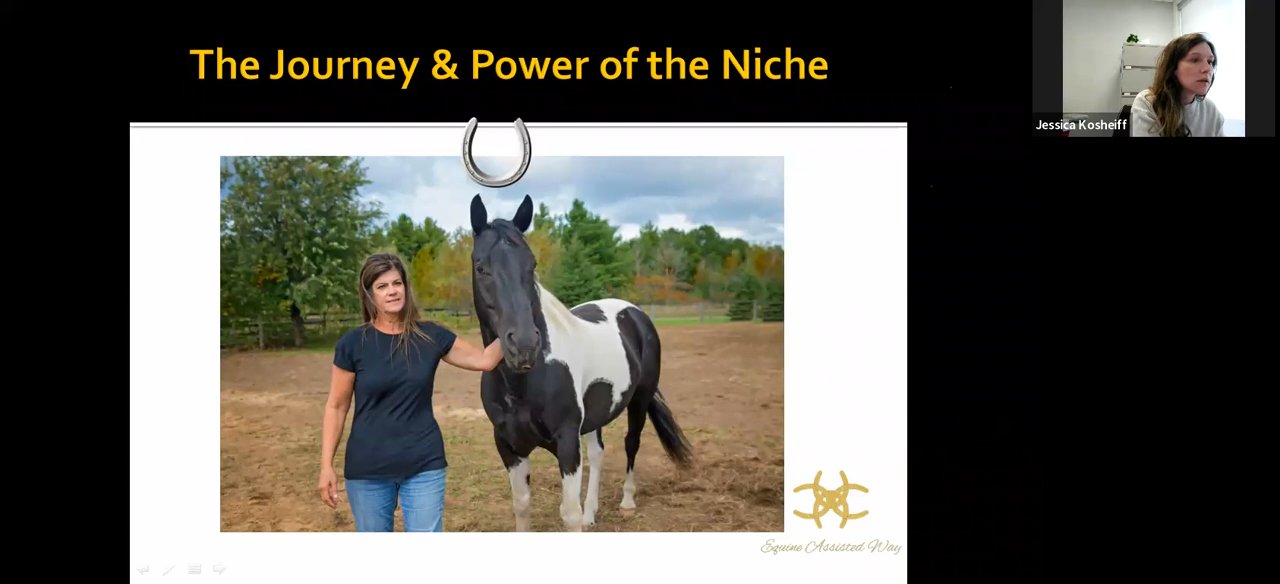 The Journey & Power of the Niche
Jessica Kosheiff
Equine Assisted Way